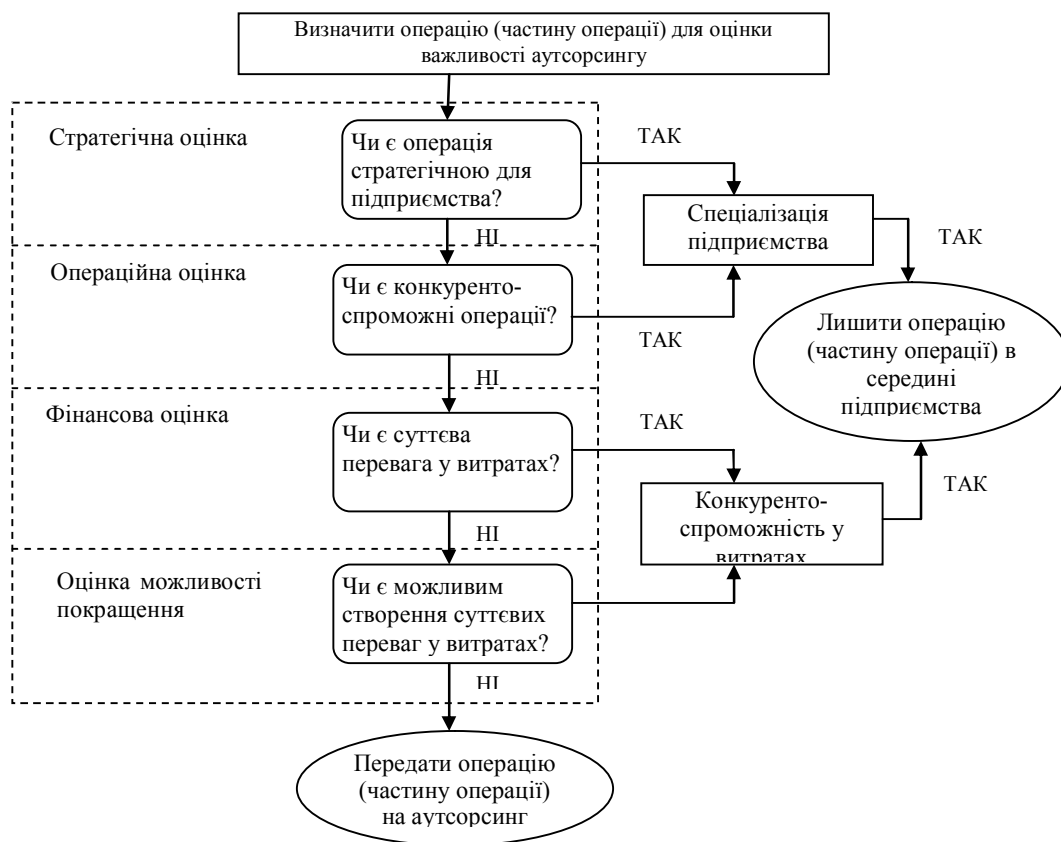 Визначити операцію (частину операції) для оцінки
важливості аутсорсингу
Стратегічна оцінка
Чи є операція
стратегічною для
підприємства?
ТАК
НІ
Спеціалізація
підприємства
ТАК
Операційна оцінка
Чи є конкуренто-
спроможні операції?
ТАК
НІ
Лишити операцію
(частину операції) в
середині
підприємства
Фінансова оцінка
Чи є суттєва
перевага у витратах?
ТАК
НІ
Конкуренто-
спроможність у
витратах
ТАК
Оцінка можливості
покращення
Чи є можливим
створення суттєвих
переваг у витратах?
НІ
Передати операцію
(частину операції)
на аутсорсинг